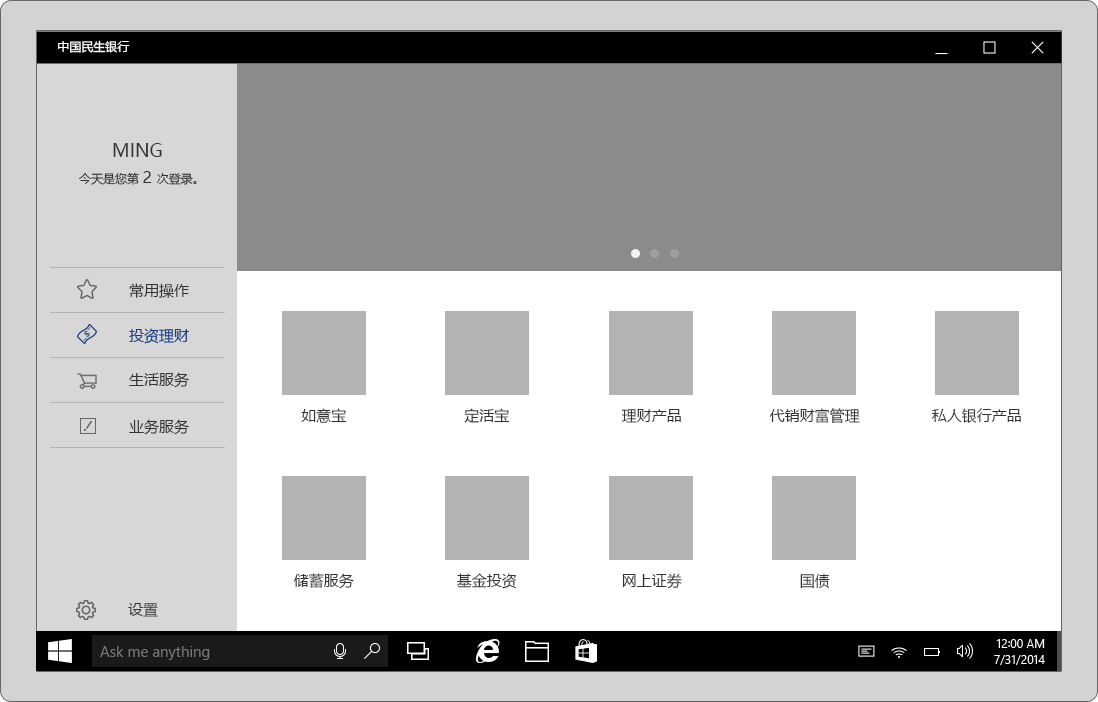 中国民生银行
MING
今天是您第 2 次登录。
常用操作
投资理财
生活服务
业务服务
设置
如意宝 定活宝 理财产品 代销财富管理 私人银行产品
储蓄服务 基金投资 网上证券 国债
Ask me anything
12:00 AM
7/31/2014